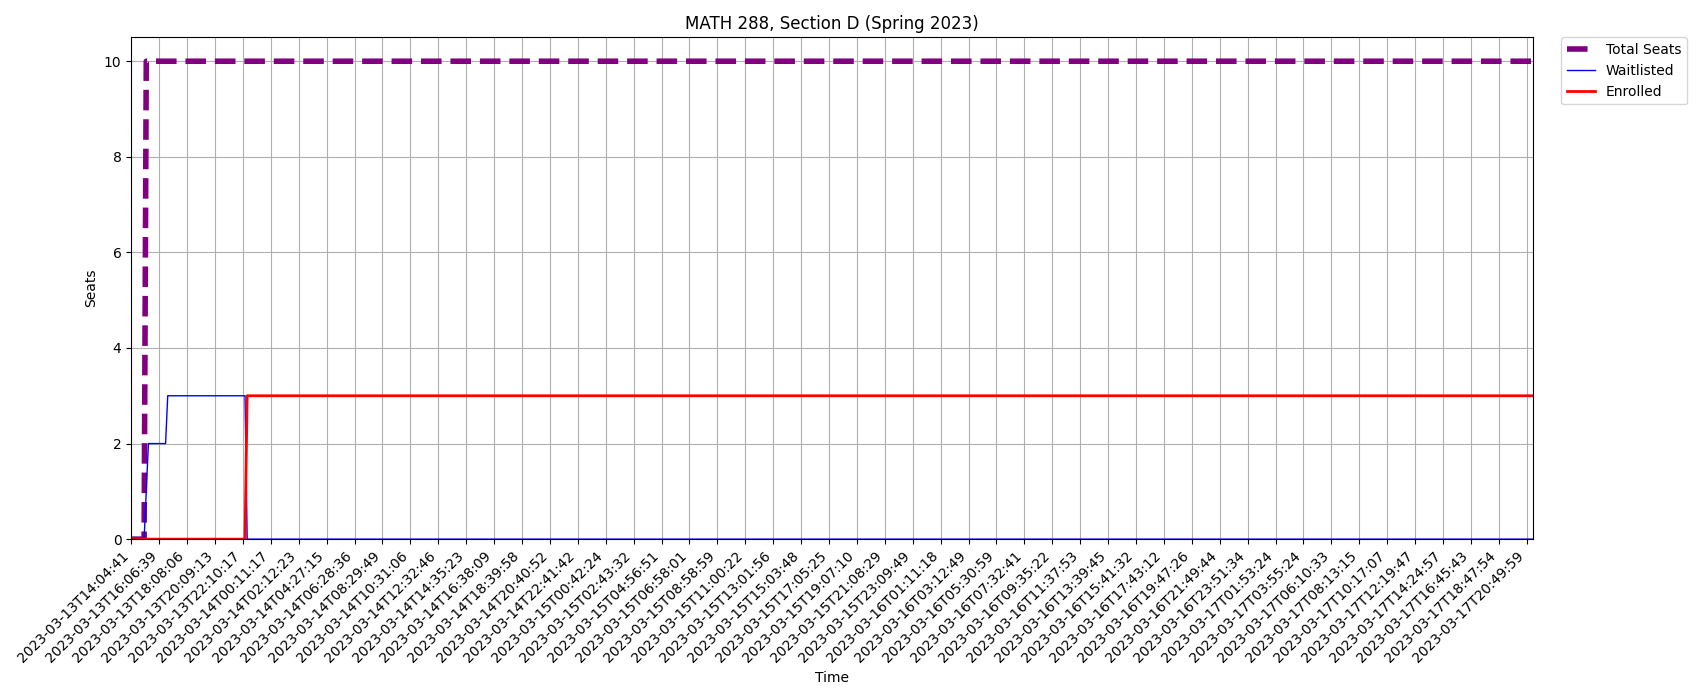 MATH 288, Section D (Spring 2023)
Total Seats
Waitlisted
Enrolled
10
8
6
4
2
0
Seats
2023-03-13T14:04:41
2023-03-13T16:06:39
2023-03-13T18:08:06
2023-03-13T20:09:13
2023-03-13T22:10:17
2023-03-14T00:11:17
2023-03-14T02:12:23
2023-03-14T04:27:15
2023-03-14T06:28:36
2023-03-14T08:29:49
2023-03-14T10:31:06
2023-03-14T12:32:46
2023-03-14T14:35:23
2023-03-14T16:38:09
2023-03-14T18:39:58
2023-03-14T20:40:52
2023-03-14T22:41:42
2023-03-15T00:42:24
2023-03-15T02:43:32
2023-03-15T04:56:51
2023-03-15T06:58:01
2023-03-15T08:58:59
2023-03-15T11:00:22
2023-03-15T13:01:56
2023-03-15T15:03:48
2023-03-15T17:05:25
2023-03-15T19:07:10
2023-03-15T21:08:29
2023-03-15T23:09:49
2023-03-16T01:11:18
2023-03-16T03:12:49
2023-03-16T05:30:59
2023-03-16T07:32:41
2023-03-16T09:35:22
2023-03-16T11:37:53
2023-03-16T13:39:45
2023-03-16T15:41:32
2023-03-16T17:43:12
2023-03-16T19:47:26
2023-03-16T21:49:44
2023-03-16T23:51:34
2023-03-17T01:53:24
2023-03-17T03:55:24
2023-03-17T06:10:33
2023-03-17T08:13:15
2023-03-17T10:17:07
2023-03-17T12:19:47
2023-03-17T14:24:57
2023-03-17T16:45:43
2023-03-17T18:47:54
2023-03-17T20:49:59
Time